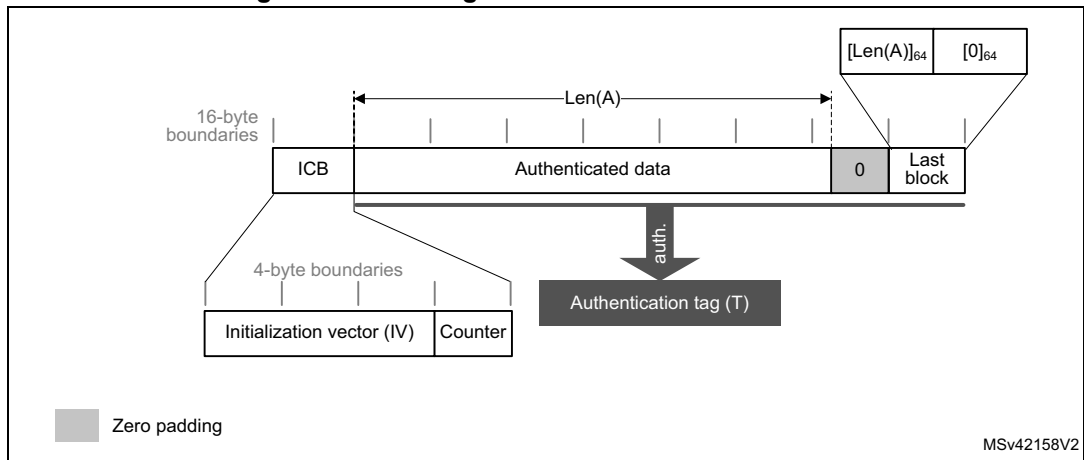 [Len(A)]64 [0]64
Len(A)
16-byte
boundaries
ICB Authenticated data 0 Last
block
auth.
4-byte boundaries
Authentication tag (T)
Initialization vector (IV) Counter
Zero padding
MSv42158V2